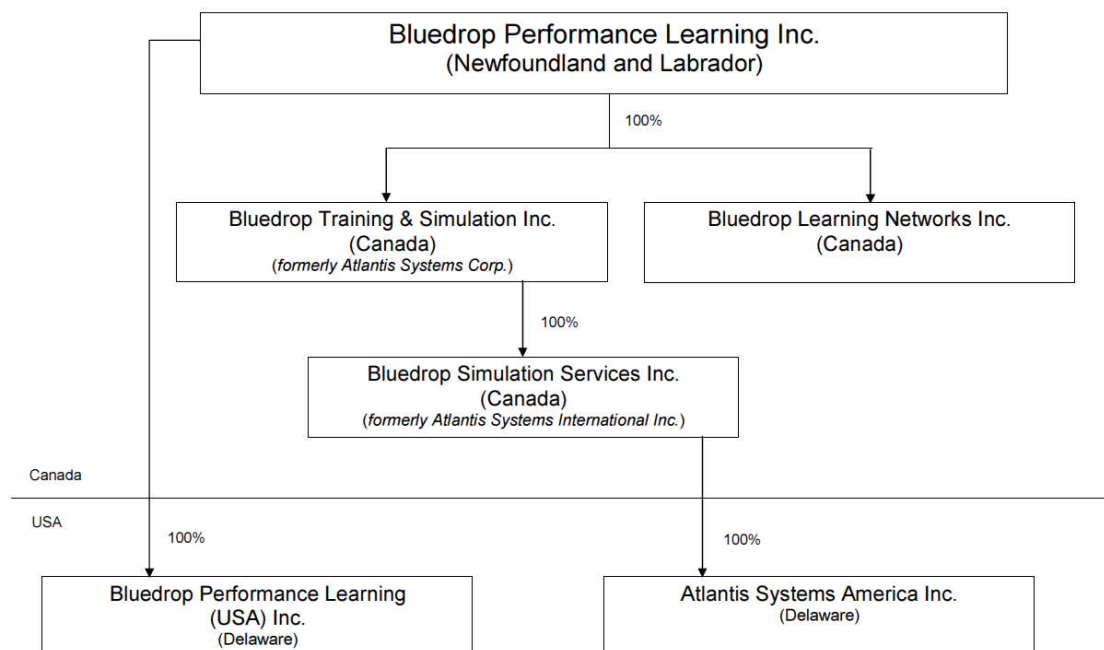 Bluedrop Performance Learning Inc.
(Newfoundland and Labrador)
100%
Bluedrop Training & Simulation Inc.
(Canada)
(formerly Atlantis Systems Corp.)
Bluedrop Learning Networks Inc.
(Canada)
100%
Bluedrop Simulation Services Inc.
(Canada)
(formerly Atlantis Systems International Inc.)
Canada
USA
100%
100%
Bluedrop Performance Learning
(USA) Inc.
(Delaware)
Atlantis Systems America Inc.
(Delaware)